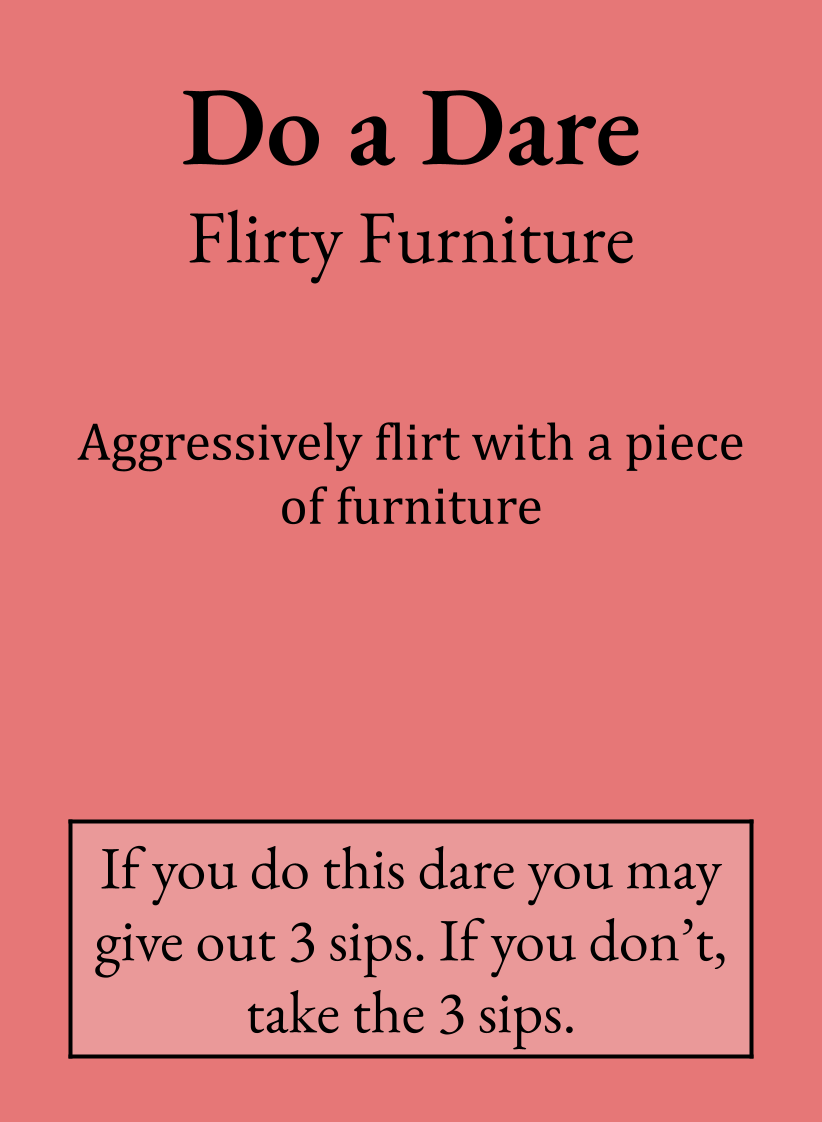 Do a Dare
Flirty Furniture
Aggressively flirt with a piece
of furniture
If you do this dare you may
give out 3 sips. If you don’t,
take the 3 sips.